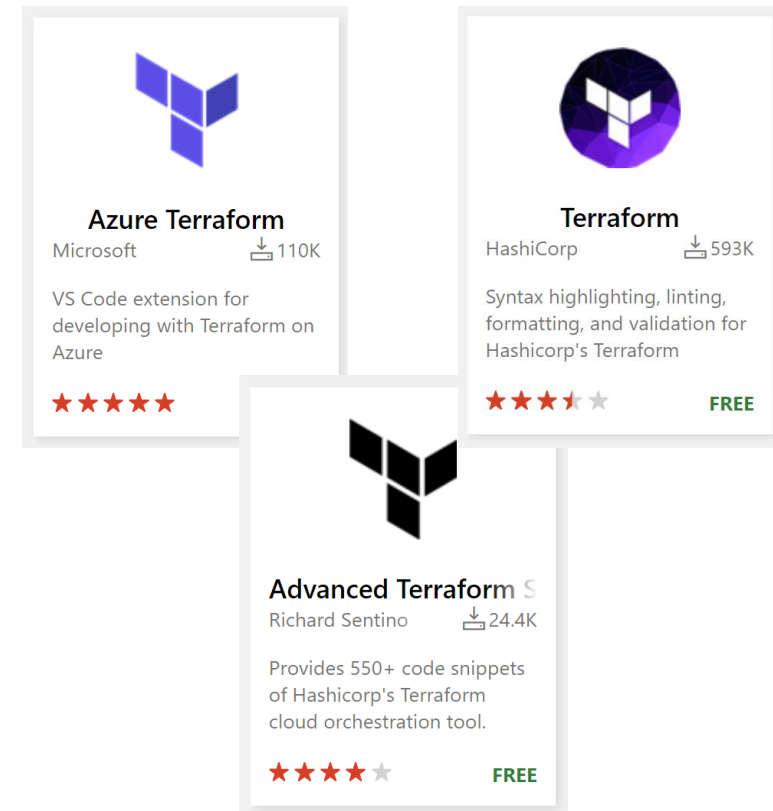 Azure Terraform
Microsoft 110K
VS Code extension for
developing with Terraform on
Azure
Terraform
HashiCorp 593K
Syntax highlighting, linting,
formatting, and validation for
Hashicorp's Terraform
FREE
Advanced Terraform S
Richard Sentino 24.4K
Provides 550+ code snippets
of Hashicorp's Terraform
cloud orchestration tool.
FREE